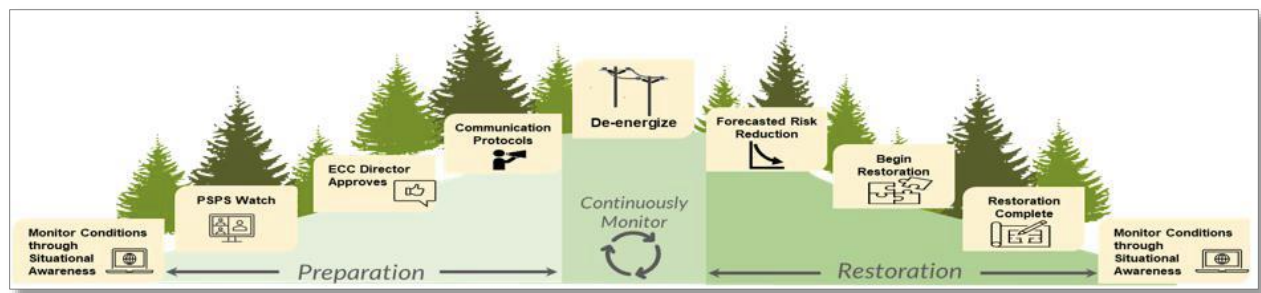 Monitor Conditions
through
Situational
Awareness
PSPS Watch
ECC Director
Approves
Communication
Protocols
De-energize
Forecasted Risk
Reduction
Begin
Restoration
Restoration
Complete
Monitor Conditions
through
Situational
Awareness
Continuously
Monitor
Preparation
Restoration